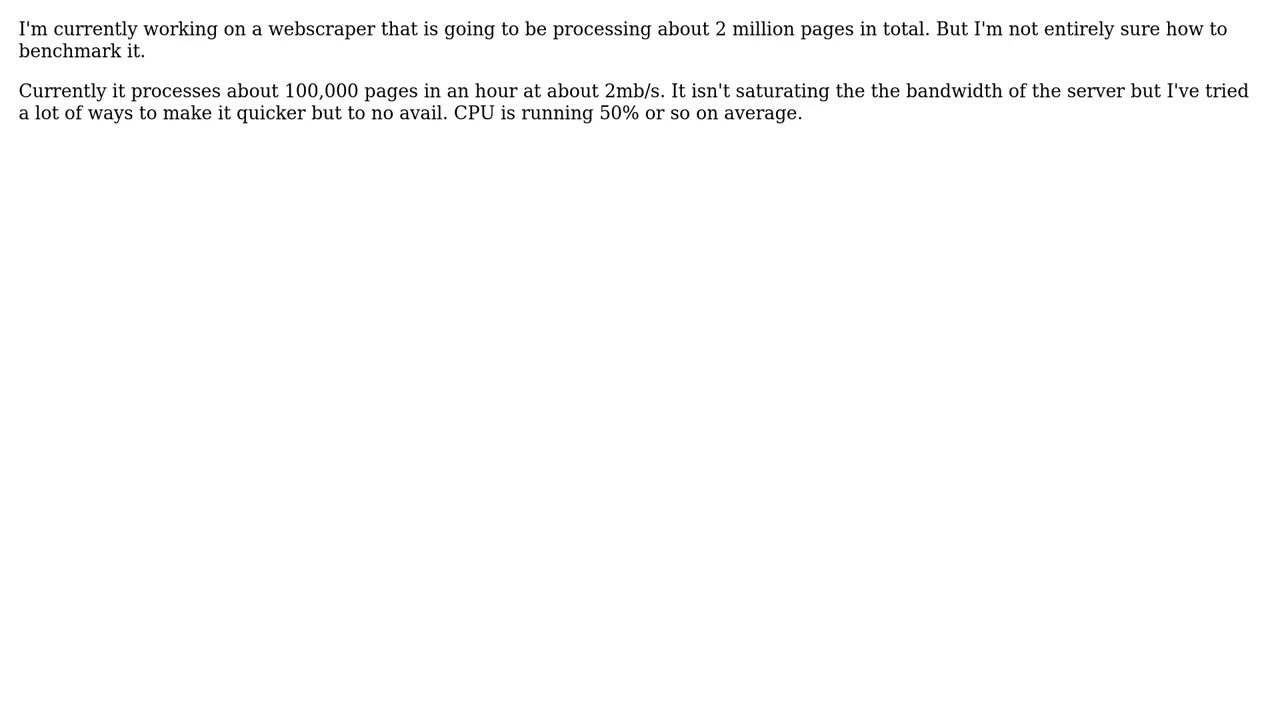 I'm currently working on a webscraper that is going to be processing about 2 million pages in total. But I'm not entirely sure how to
benchmark it.
Currently it processes about 100,000 pages in an hour at about 2mb/s. It isn't saturating the the bandwidth of the server but I've tried
a lot of ways to make it quicker but to no avail. CPU is running 50% or so on average.